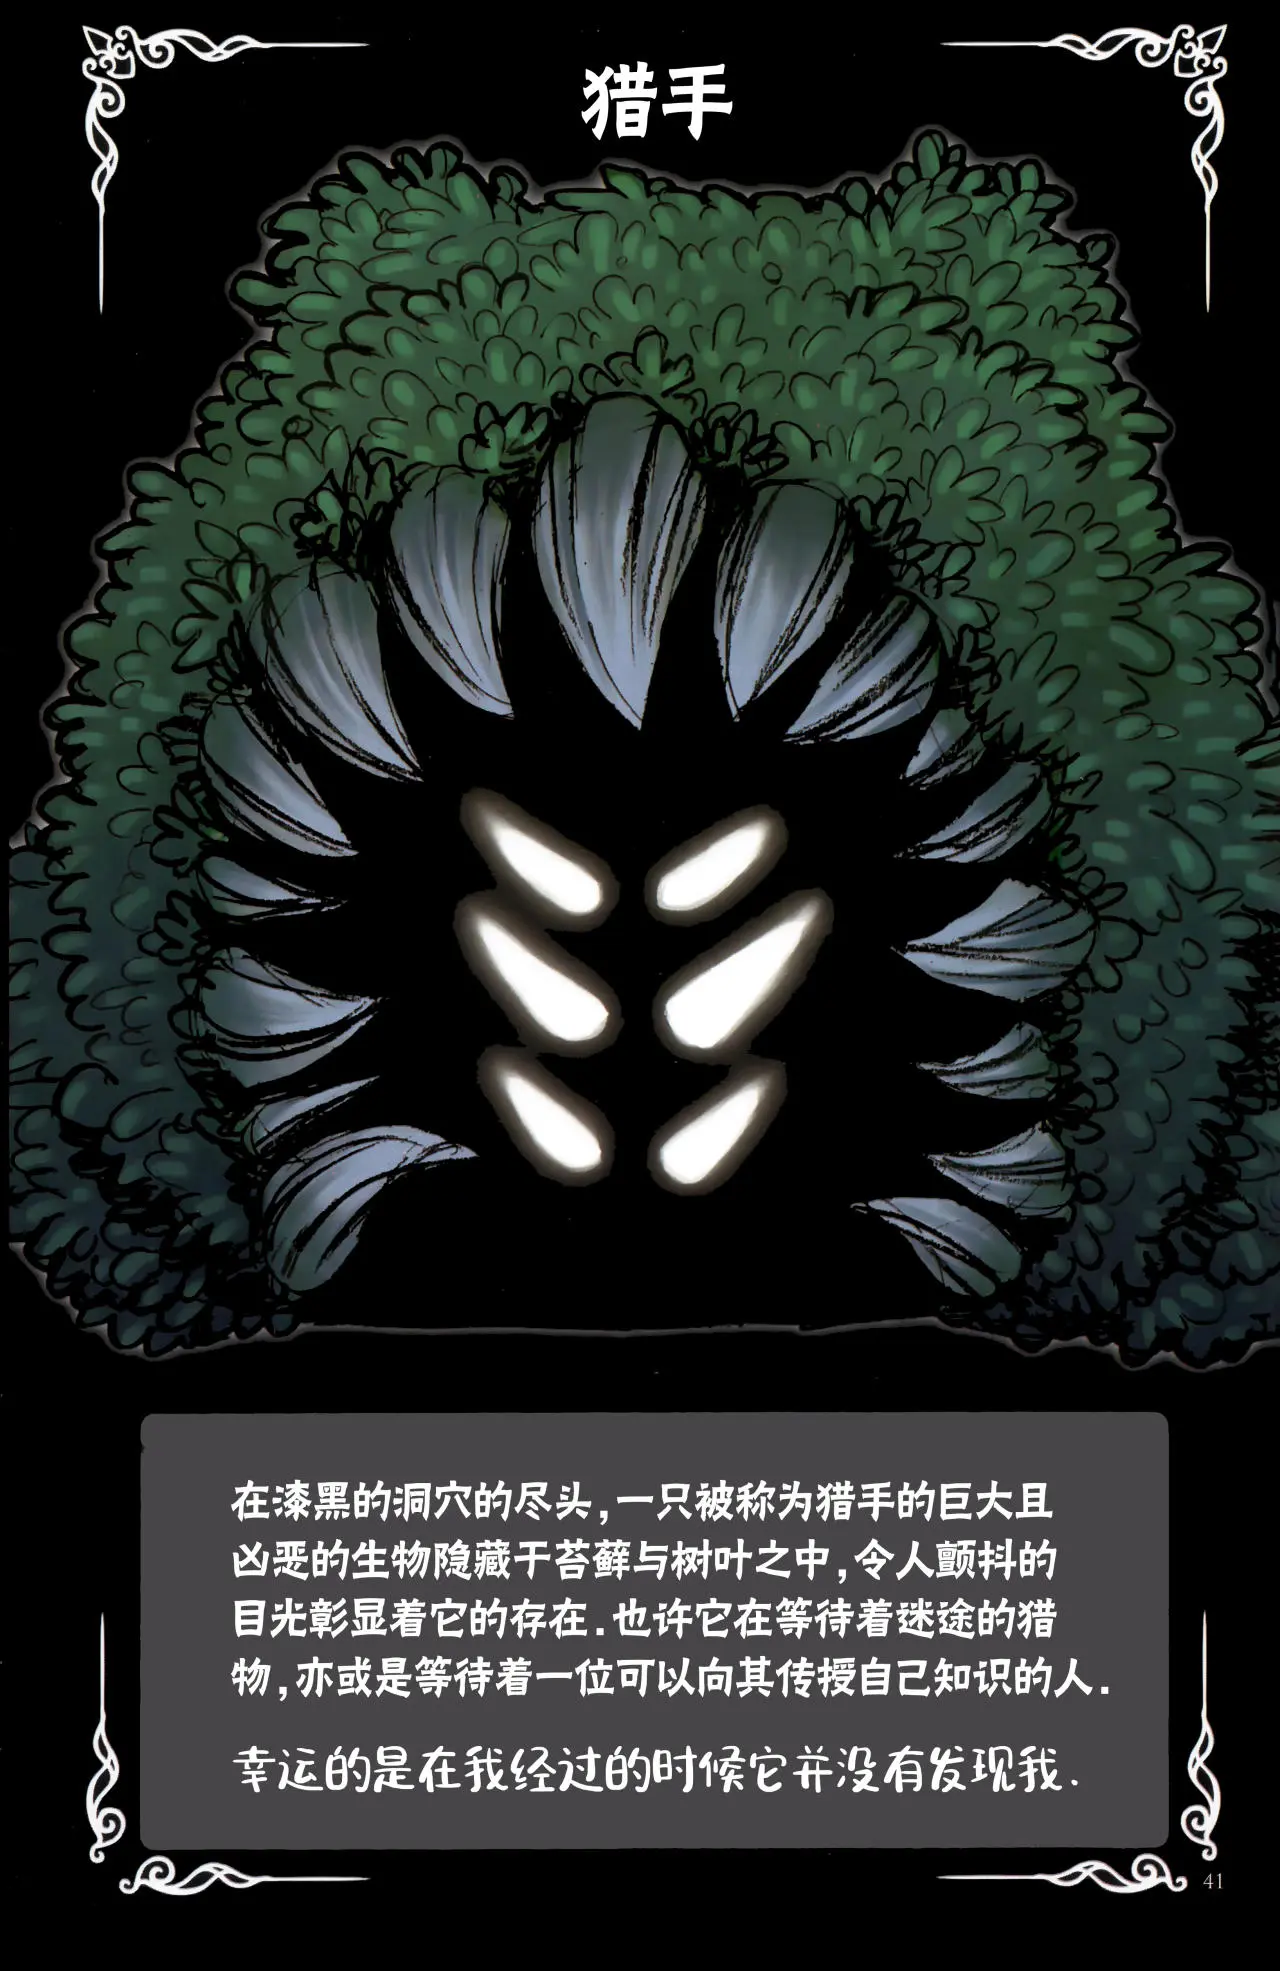 猎手
在漆黑的洞穴的尽头,一只被称为猎手的巨大且
凶恶的生物隐藏于苔藓与树叶之中,令人颤抖的
目光彰显着它的存在.也许它在等待着迷途的猎
物,亦或是等待着一位可以向其传授自己知识的人.
幸运的是在我经过的时候它并没有发现我.
41